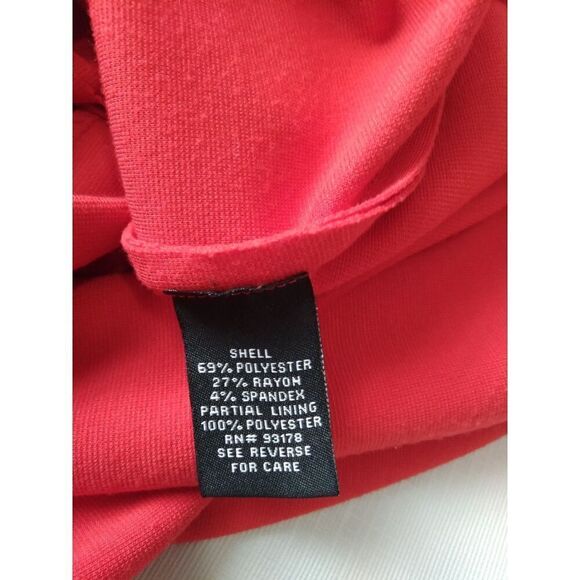 SHELL
69% POLYESTER
27% RAYON
4% SPANDEX
PARTIAL LINING
100% POLYESTER
RN# 93178
SEE REVERSE
FOR CARE